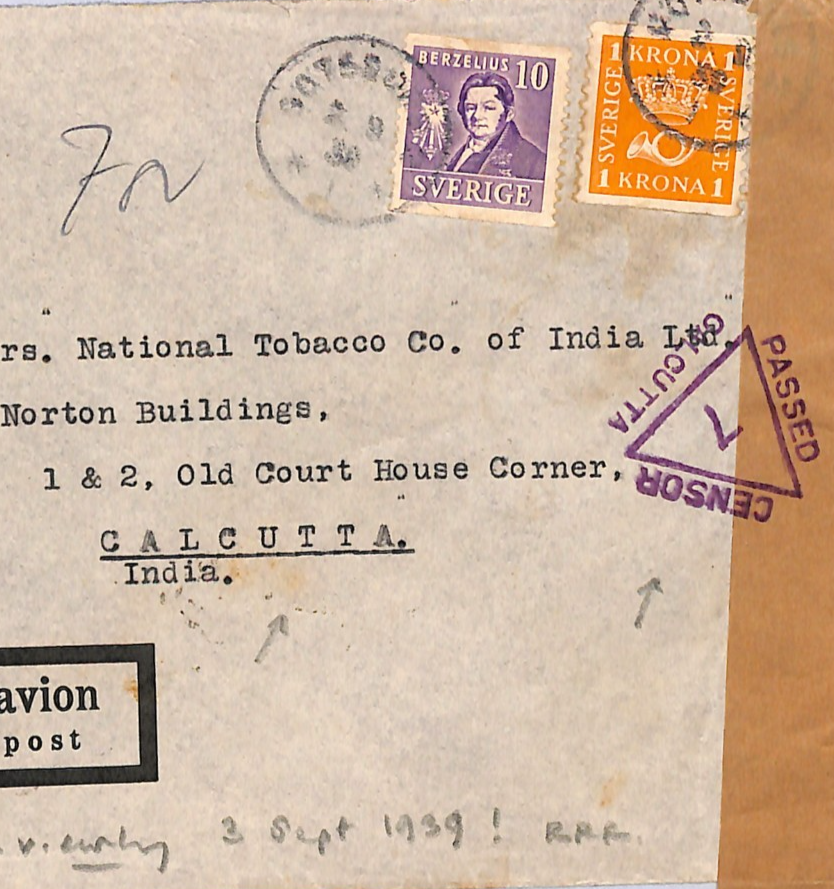 BERZELIUS 10
SVERIGE
1 KRONA 1
SVERIGE
SVERIGE
1 KRONA 1
rs. National Tobacco Co. of India Ltd.
Norton Buildings,
1 & 2, Old Court House Corner,
CALCUTTA.
India.
PASSED
CENSOR
CALCUTTA
7
avion
post
3 Sept 1939!